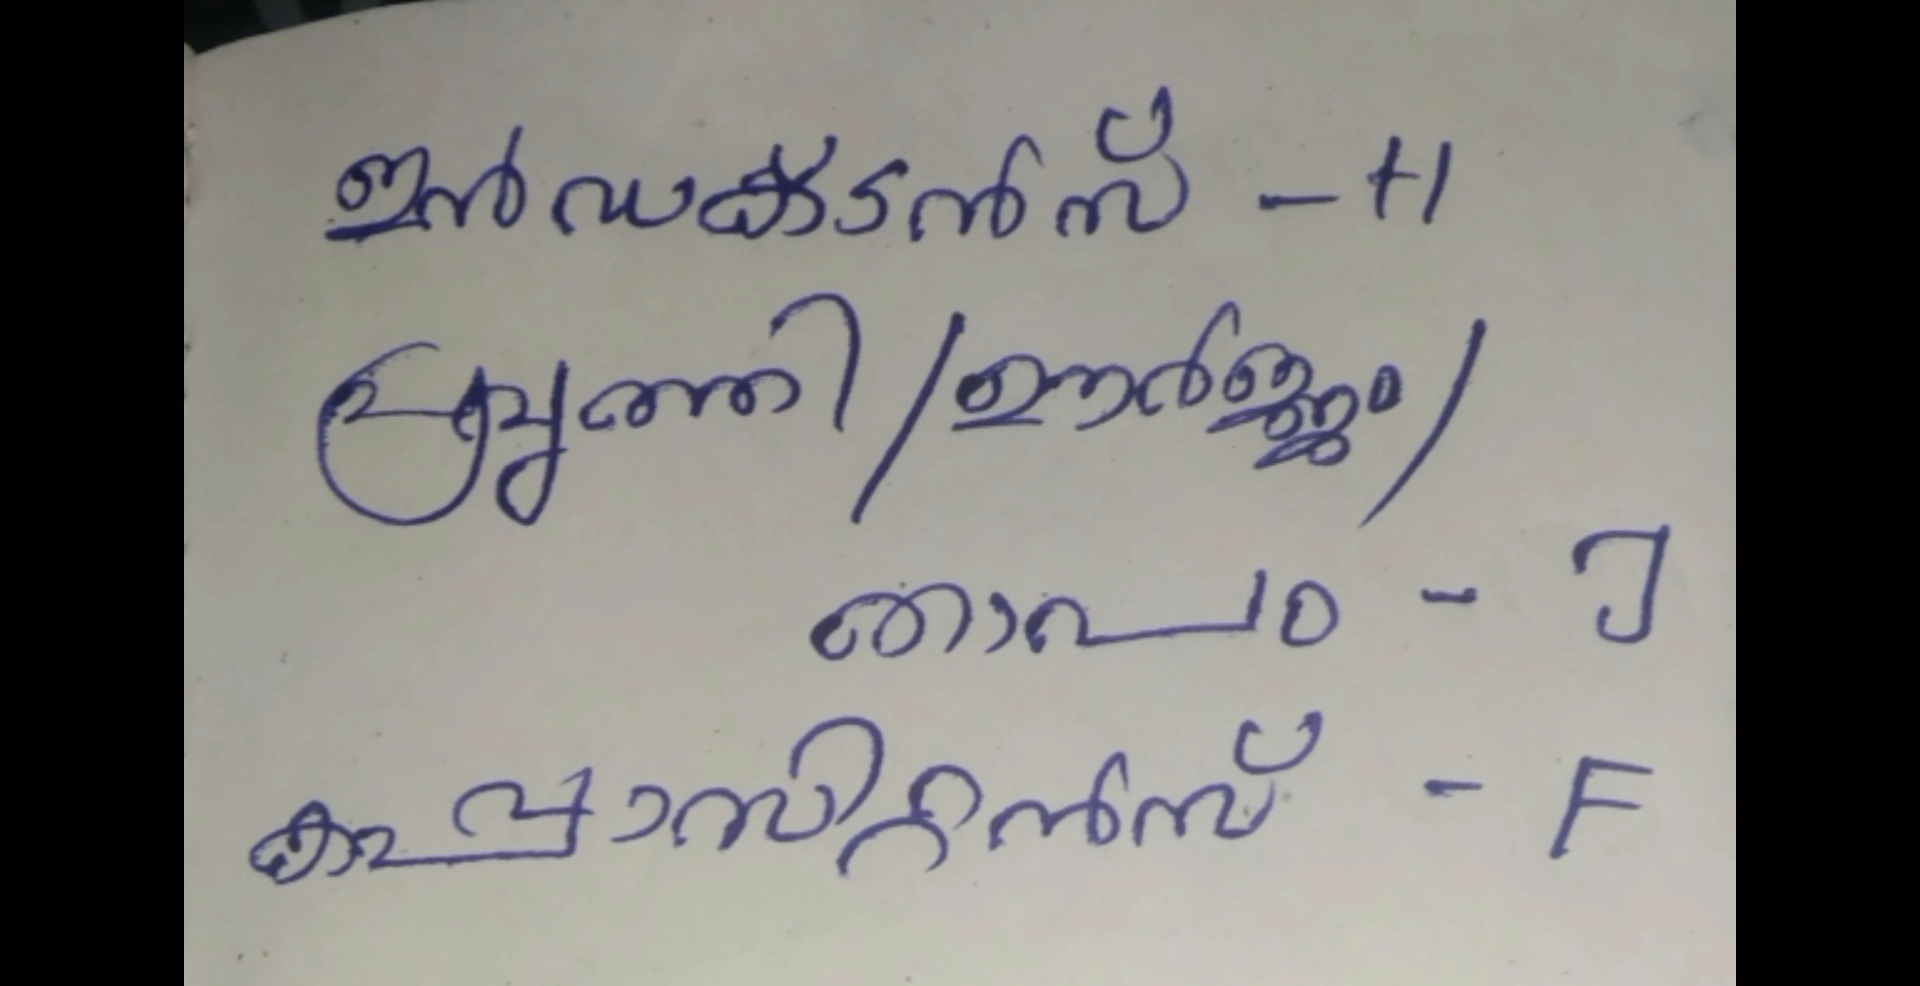 ഇൻഡക്ടൻസ് - H
പ്രവൃത്തി / ഊർജ്ജം /
താപം - J
കപ്പാസിറ്റൻസ് - F